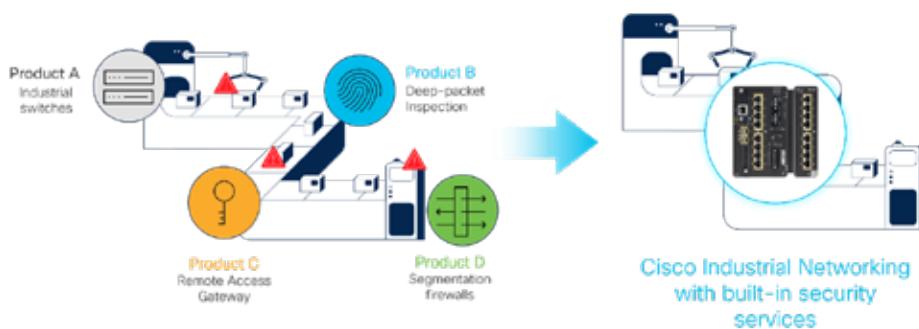 Product A
Industrial
switches
Product B
Deep-packet
Inspection
Product C
Remote Access
Gateway
Product D
Segmentation
firewalls
Cisco Industrial Networking
with built-in security
services